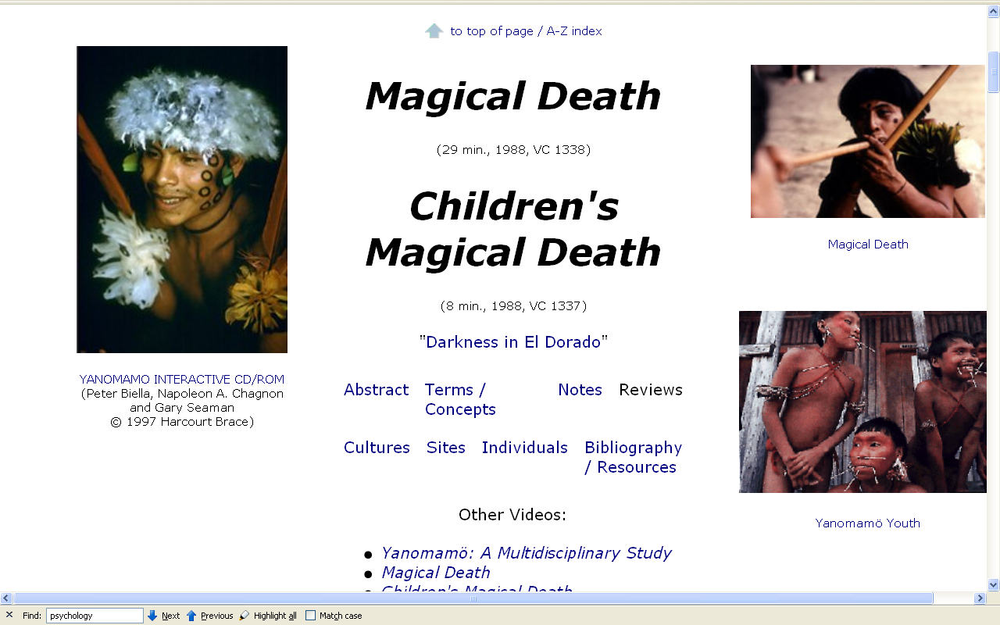 to top of page / A-Z index
Magical Death
(29 min., 1988, VC 1338)
Children's
Magical Death
(8 min., 1988, VC 1337)
"Darkness in El Dorado"
Abstract Terms / Concepts Notes Reviews
Cultures Sites Individuals Bibliography / Resources
Other Videos:
Yanomamö: A Multidisciplinary Study
Magical Death
Children's Magical Death
YANOMAMO INTERACTIVE CD/ROM
(Peter Biella, Napoleon A. Chagnon
and Gary Seaman
© 1997 Harcourt Brace)
Magical Death
Yanomamö Youth
Find: psychology Next Previous Highlight all Match case